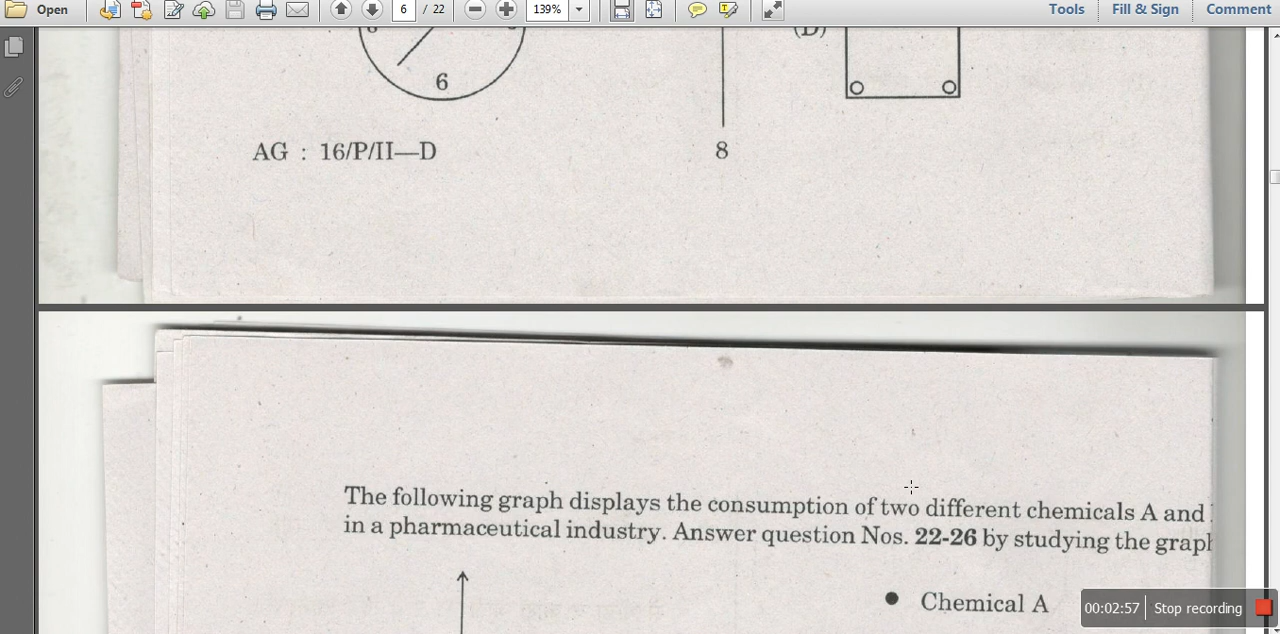 Open
6 / 22
139%
Tools
Fill & Sign
Comment
6
(D)
AG : 16/P/II—D
8
The following graph displays the consumption of two different chemicals A and
in a pharmaceutical industry. Answer question Nos. 22-26 by studying the graph
Chemical A
00:02:57
Stop recording